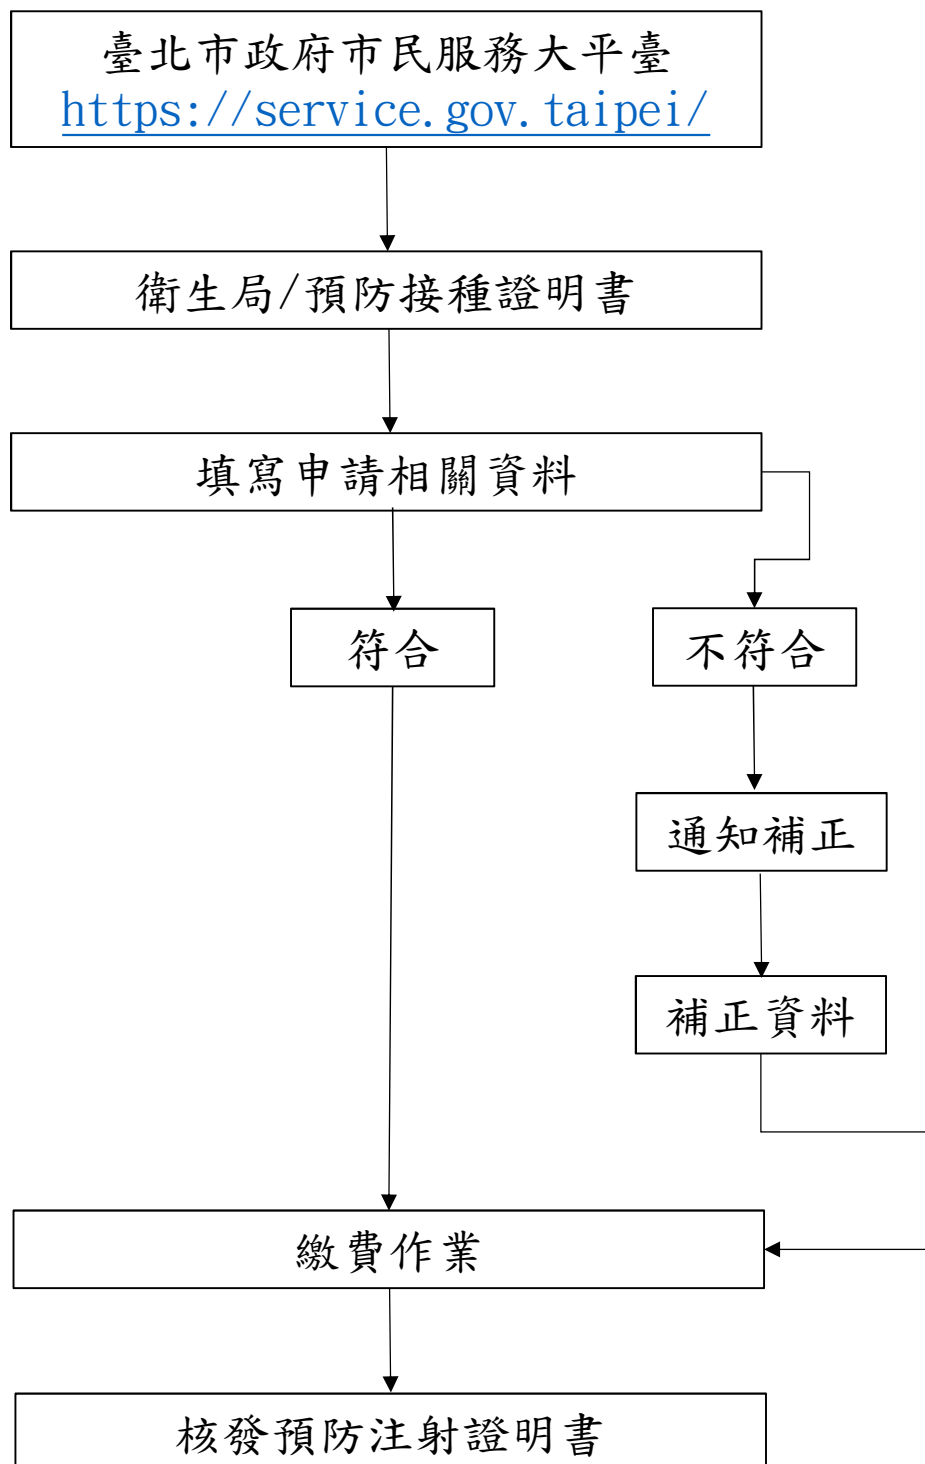 臺北市政府市民服務大平臺
https://service.gov.taipei/
衛生局/預防接種證明書
填寫申請相關資料
符合
不符合
通知補正
補正資料
繳費作業
核發預防注射證明書